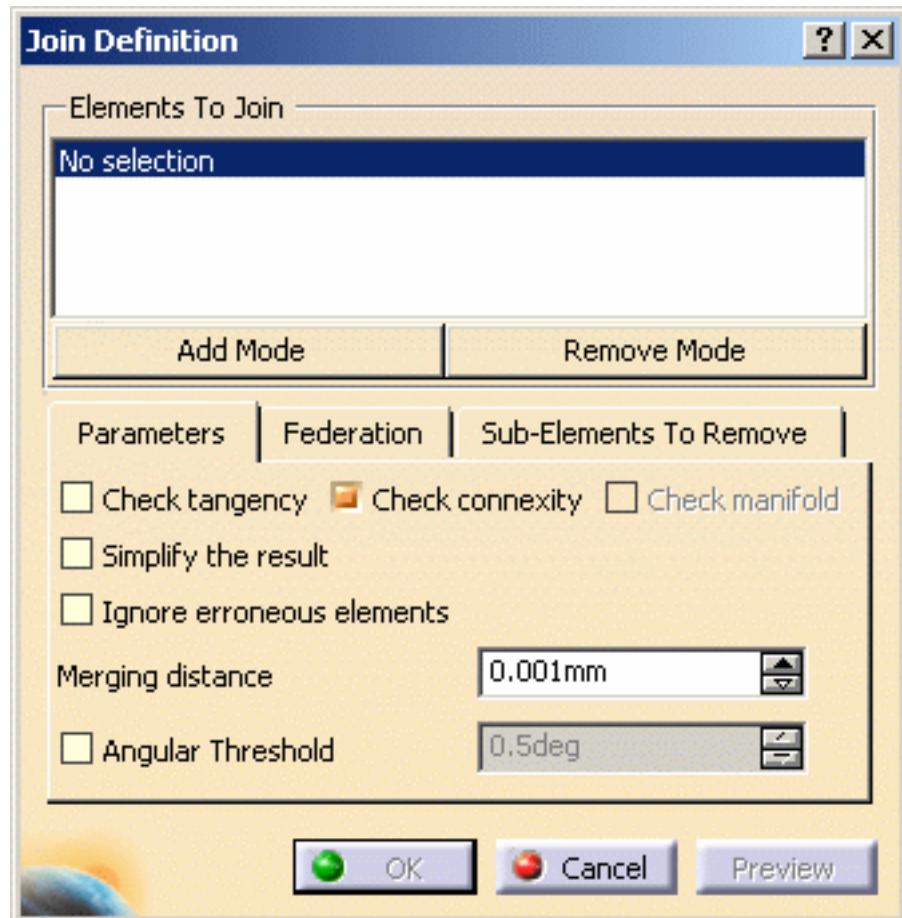 Join Definition
Elements To Join
No selection
Add Mode Remove Mode
Parameters Federation Sub-Elements To Remove
Check tangency Check connexity Check manifold
Simplify the result
Ignore erroneous elements
Merging distance 0.001mm
Angular Threshold 0.5deg
OK Cancel Preview